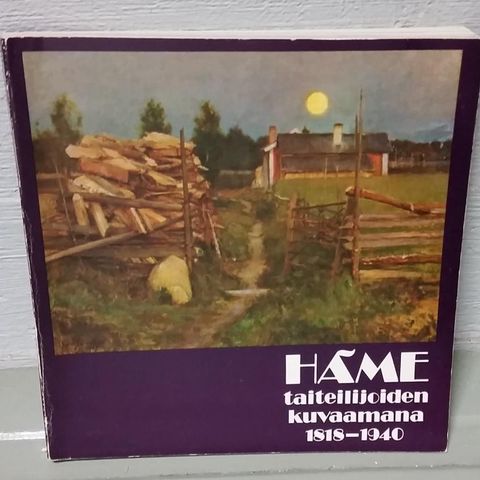 HÄME
taiteilijoiden
kuvaamana
1818–1940